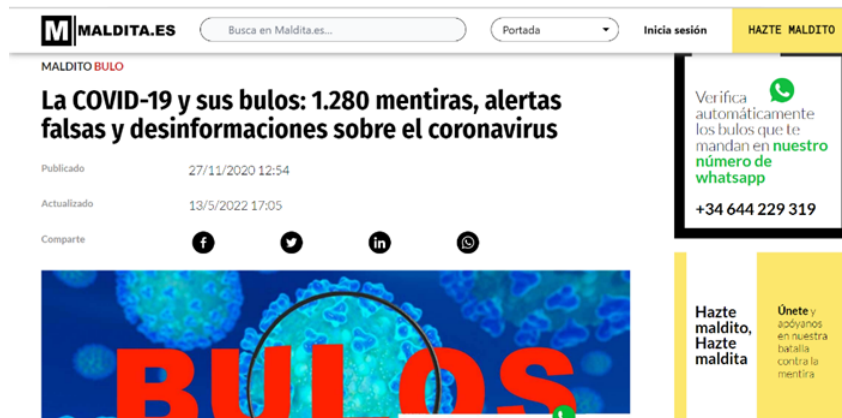 M MALDITA.ES
Busca en Maldita.es...
Portada
Inicia sesión
HAZTE MALDITO
MALDITO BULO
La COVID-19 y sus bulos: 1.280 mentiras, alertas
falsas y desinformaciones sobre el coronavirus
Publicado
27/11/2020 12:54
Actualizado
13/5/2022 17:05
Comparte
BULOS
Verifica
automáticamente
los bulos que te
mandan en nuestro
número de
whatsapp
+34 644 229 319
Hazte
maldito,
Hazte
maldita
Únete y
apóyanos
en nuestra
batalla
contra la
mentira